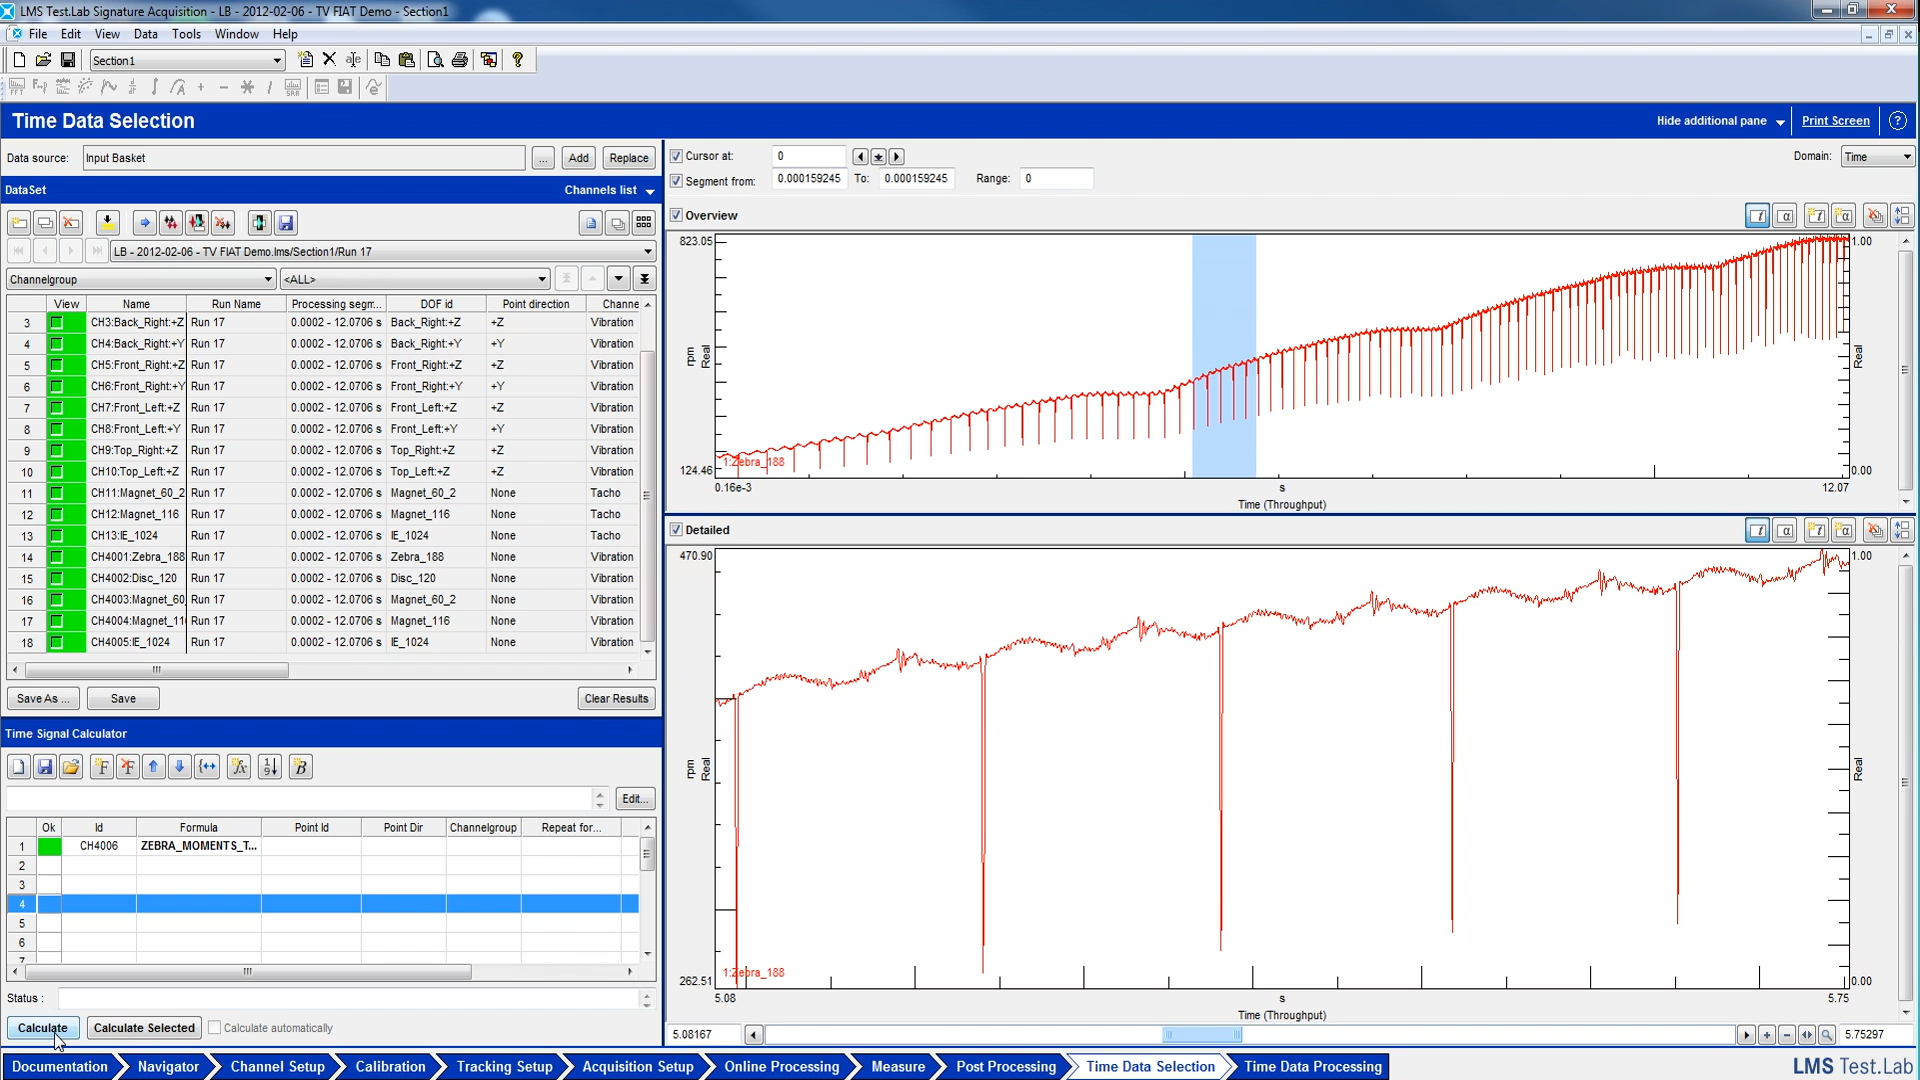 LMS Test.Lab Signature Acquisition - LB - 2012-02-06 - TV FIAT Demo - Section1
File Edit View Data Tools Window Help
Section1
Time Data Selection
Hide additional pane Print Screen
Data source: Input Basket ... Add Replace
DataSet Channels list
LB - 2012-02-06 - TV FIAT Demo.lms/Section1/Run 17
Channelgroup <ALL>
View Name Run Name Processing segm... DOF id Point direction Channe
3 CH3:Back_Right:+Z Run 17 0.0002 - 12.0706 s Back_Right:+Z +Z Vibration
4 CH4:Back_Right:+Y Run 17 0.0002 - 12.0706 s Back_Right:+Y +Y Vibration
5 CH5:Front_Right:+Z Run 17 0.0002 - 12.0706 s Front_Right:+Z +Z Vibration
6 CH6:Front_Right:+Y Run 17 0.0002 - 12.0706 s Front_Right:+Y +Y Vibration
7 CH7:Front_Left:+Z Run 17 0.0002 - 12.0706 s Front_Left:+Z +Z Vibration
8 CH8:Front_Left:+Y Run 17 0.0002 - 12.0706 s Front_Left:+Y +Y Vibration
9 CH9:Top_Right:+Z Run 17 0.0002 - 12.0706 s Top_Right:+Z +Z Vibration
10 CH10:Top_Left:+Z Run 17 0.0002 - 12.0706 s Top_Left:+Z +Z Vibration
11 CH11:Magnet_60_2 Run 17 0.0002 - 12.0706 s Magnet_60_2 None Tacho
12 CH12:Magnet_116 Run 17 0.0002 - 12.0706 s Magnet_116 None Tacho
13 CH13:IE_1024 Run 17 0.0002 - 12.0706 s IE_1024 None Tacho
14 CH4001:Zebra_188 Run 17 0.0002 - 12.0706 s Zebra_188 None Vibration
15 CH4002:Disc_120 Run 17 0.0002 - 12.0706 s Disc_120 None Vibration
16 CH4003:Magnet_60 Run 17 0.0002 - 12.0706 s Magnet_60_2 None Vibration
17 CH4004:Magnet_11 Run 17 0.0002 - 12.0706 s Magnet_116 None Vibration
18 CH4005:IE_1024 Run 17 0.0002 - 12.0706 s IE_1024 None Vibration
Save As ... Save Clear Results
Time Signal Calculator
Edit...
Ok Id Formula Point Id Point Dir Channelgroup Repeat for...
1 CH4006 ZEBRA_MOMENTS_T...
2
3
4
5
6
7
Status :
Calculate Calculate Selected Calculate automatically
Cursor at: 0 Domain: Time
Segment from: 0.000159245 To: 0.000159245 Range: 0
Overview
823.05 1.00
rpm Real Real
124.46 1:Zebra_188 0.00
0.16e-3 s 12.07
Time (Throughput)
Detailed
470.90 1.00
rpm Real Real
262.51 1:Zebra_188 0.00
5.08 s 5.75
Time (Throughput)
5.08167 5.75297
Documentation Navigator Channel Setup Calibration Tracking Setup Acquisition Setup Online Processing Measure Post Processing Time Data Selection Time Data Processing LMS Test.Lab